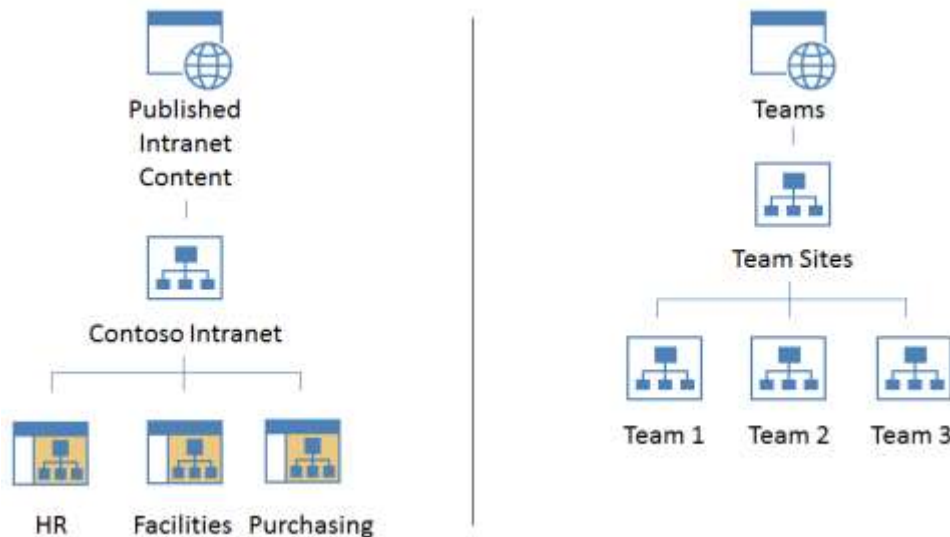 Published
Intranet
Content
Contoso Intranet
HR Facilities Purchasing
Teams
Team Sites
Team 1 Team 2 Team 3